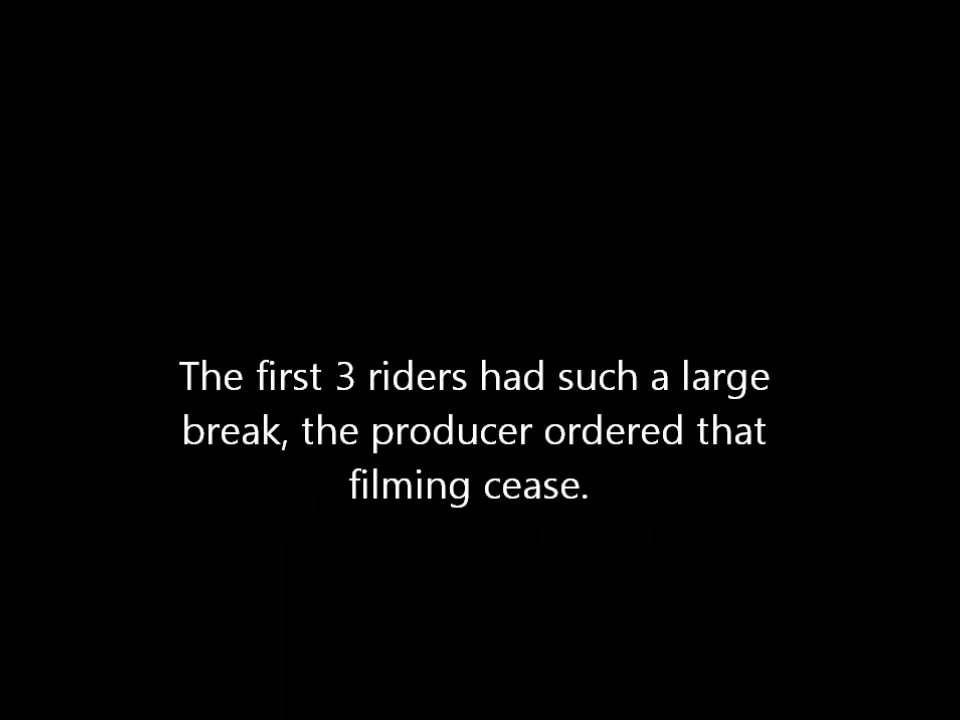 The first 3 riders had such a large
break, the producer ordered that
filming cease.